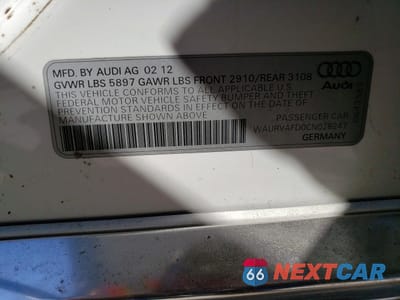 MFD. BY AUDI AG 02 12
GVWR LBS 5897 GAWR LBS FRONT 2910/REAR 3108
THIS VEHICLE CONFORMS TO ALL APPLICABLE U.S.
FEDERAL MOTOR VEHICLE SAFETY BUMPER AND THEFT
PREVENTION STANDARDS IN EFFECT ON THE DATE OF
MANUFACTURE SHOWN ABOVE
Audi
PASSENGER CAR
WAURVAFD0CN028247
GERMANY
66 NEXTCAR